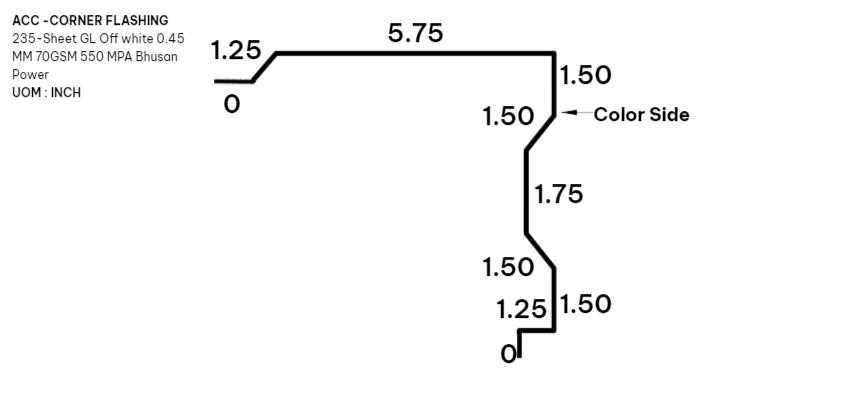 ACC -CORNER FLASHING
235-Sheet GL Off white 0.45
MM 70GSM 550 MPA Bhusan
Power
UOM : INCH
5.75
1.25
0
1.50
1.50
Color Side
1.75
1.50
1.25
1.50
0